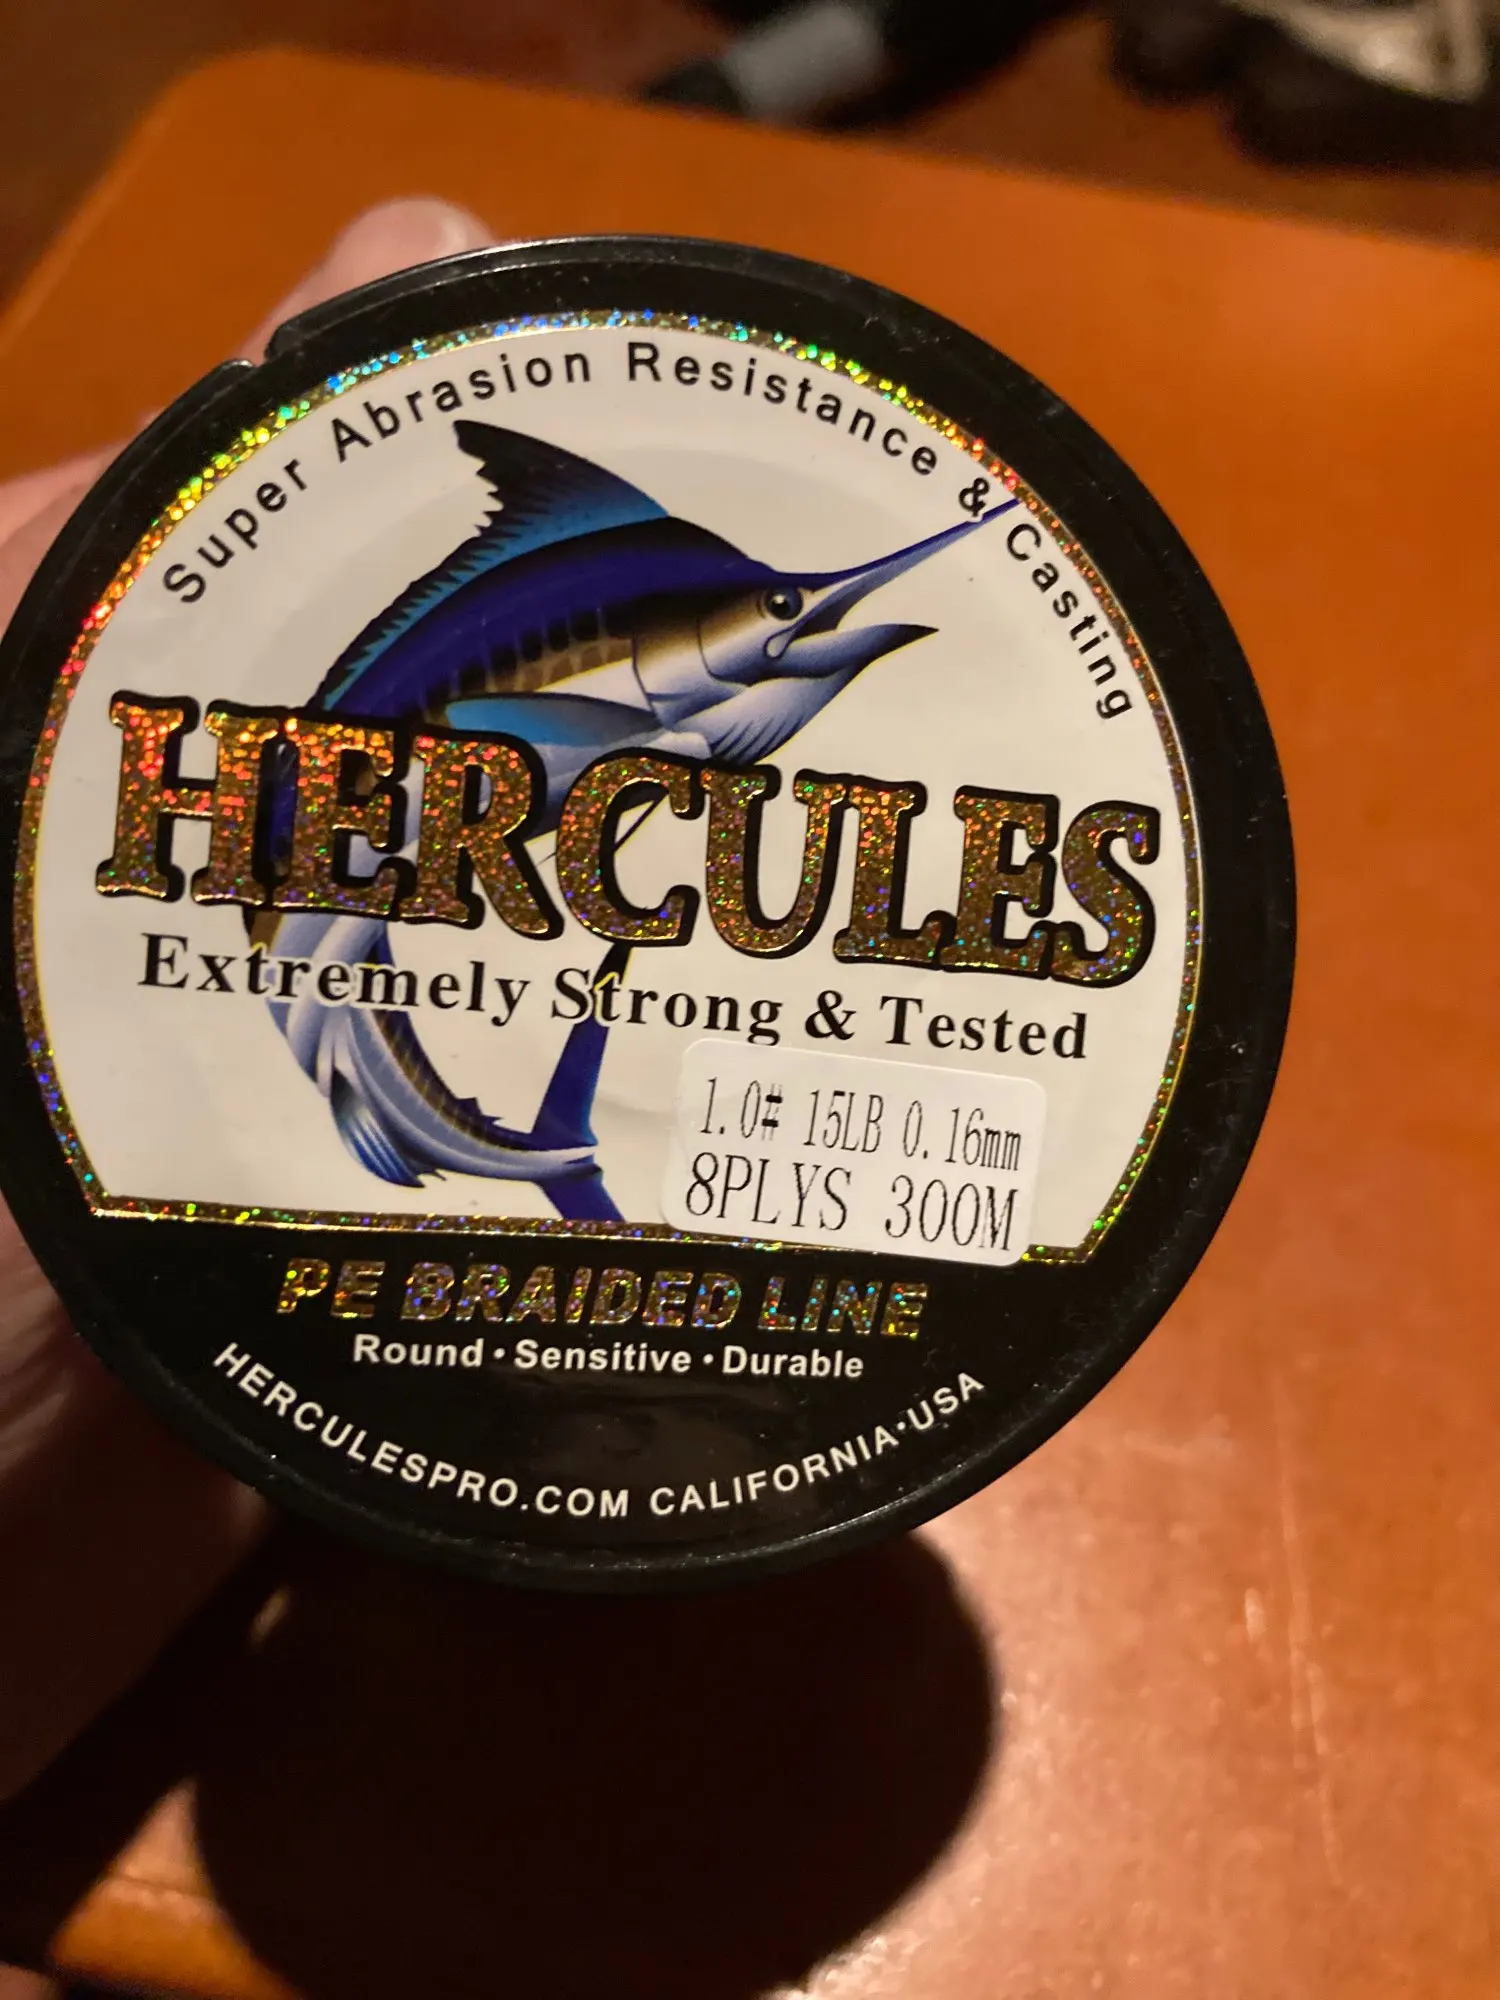 Super Abrasion Resistance & Casting
HERCULES
Extremely Strong & Tested
1.0# 15LB 0.16mm
8PLYS 300M
PE BRAIDED LINE
Round • Sensitive • Durable
HERCULESPRO.COM CALIFORNIA•USA